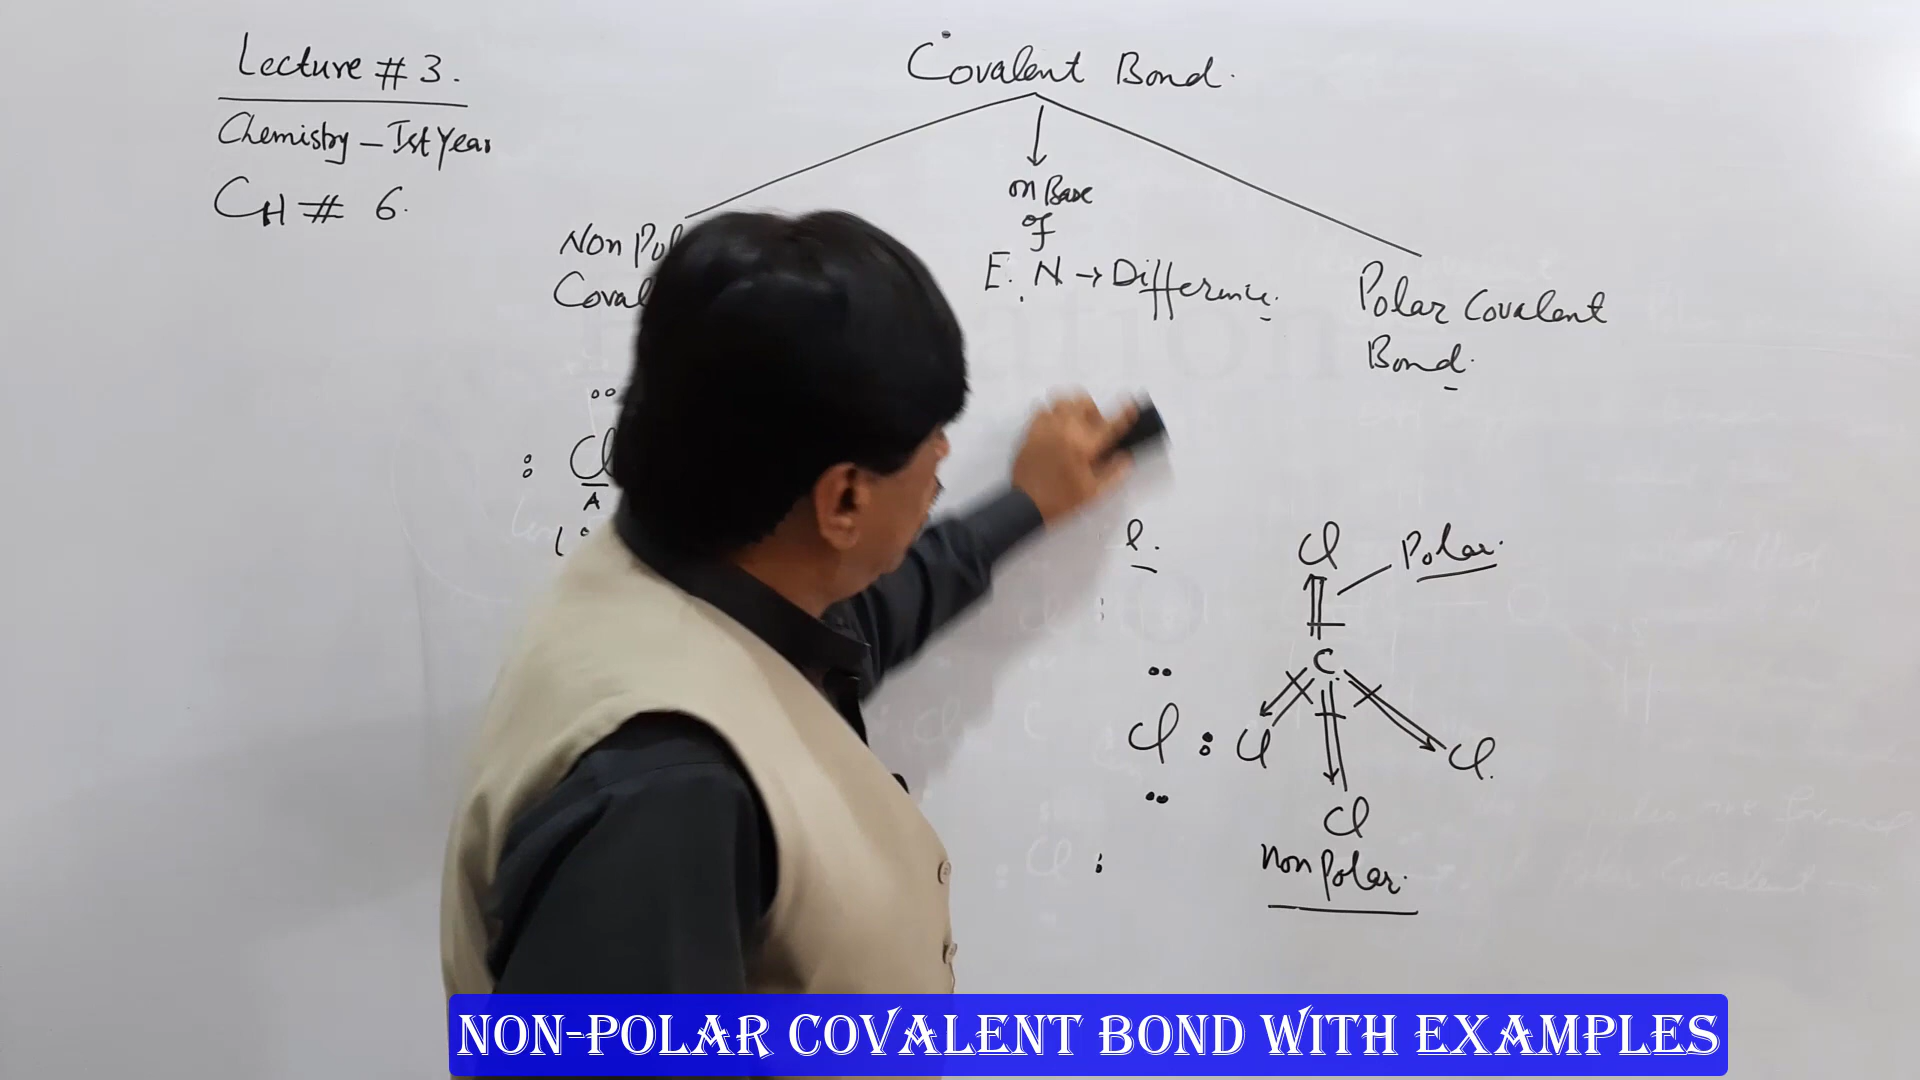 Lecture # 3.
Chemistry - Ist Year
CH # 6.
Covalent Bond.
on Base
of
E. N → Difference.
Non Pol
Coval
Polar Covalent
Bond.
: Cl
A
l.
Cl
Polar.
C
Cl : Cl
Cl.
Cl
Cl :
Non Polar.
NON-POLAR COVALENT BOND WITH EXAMPLES